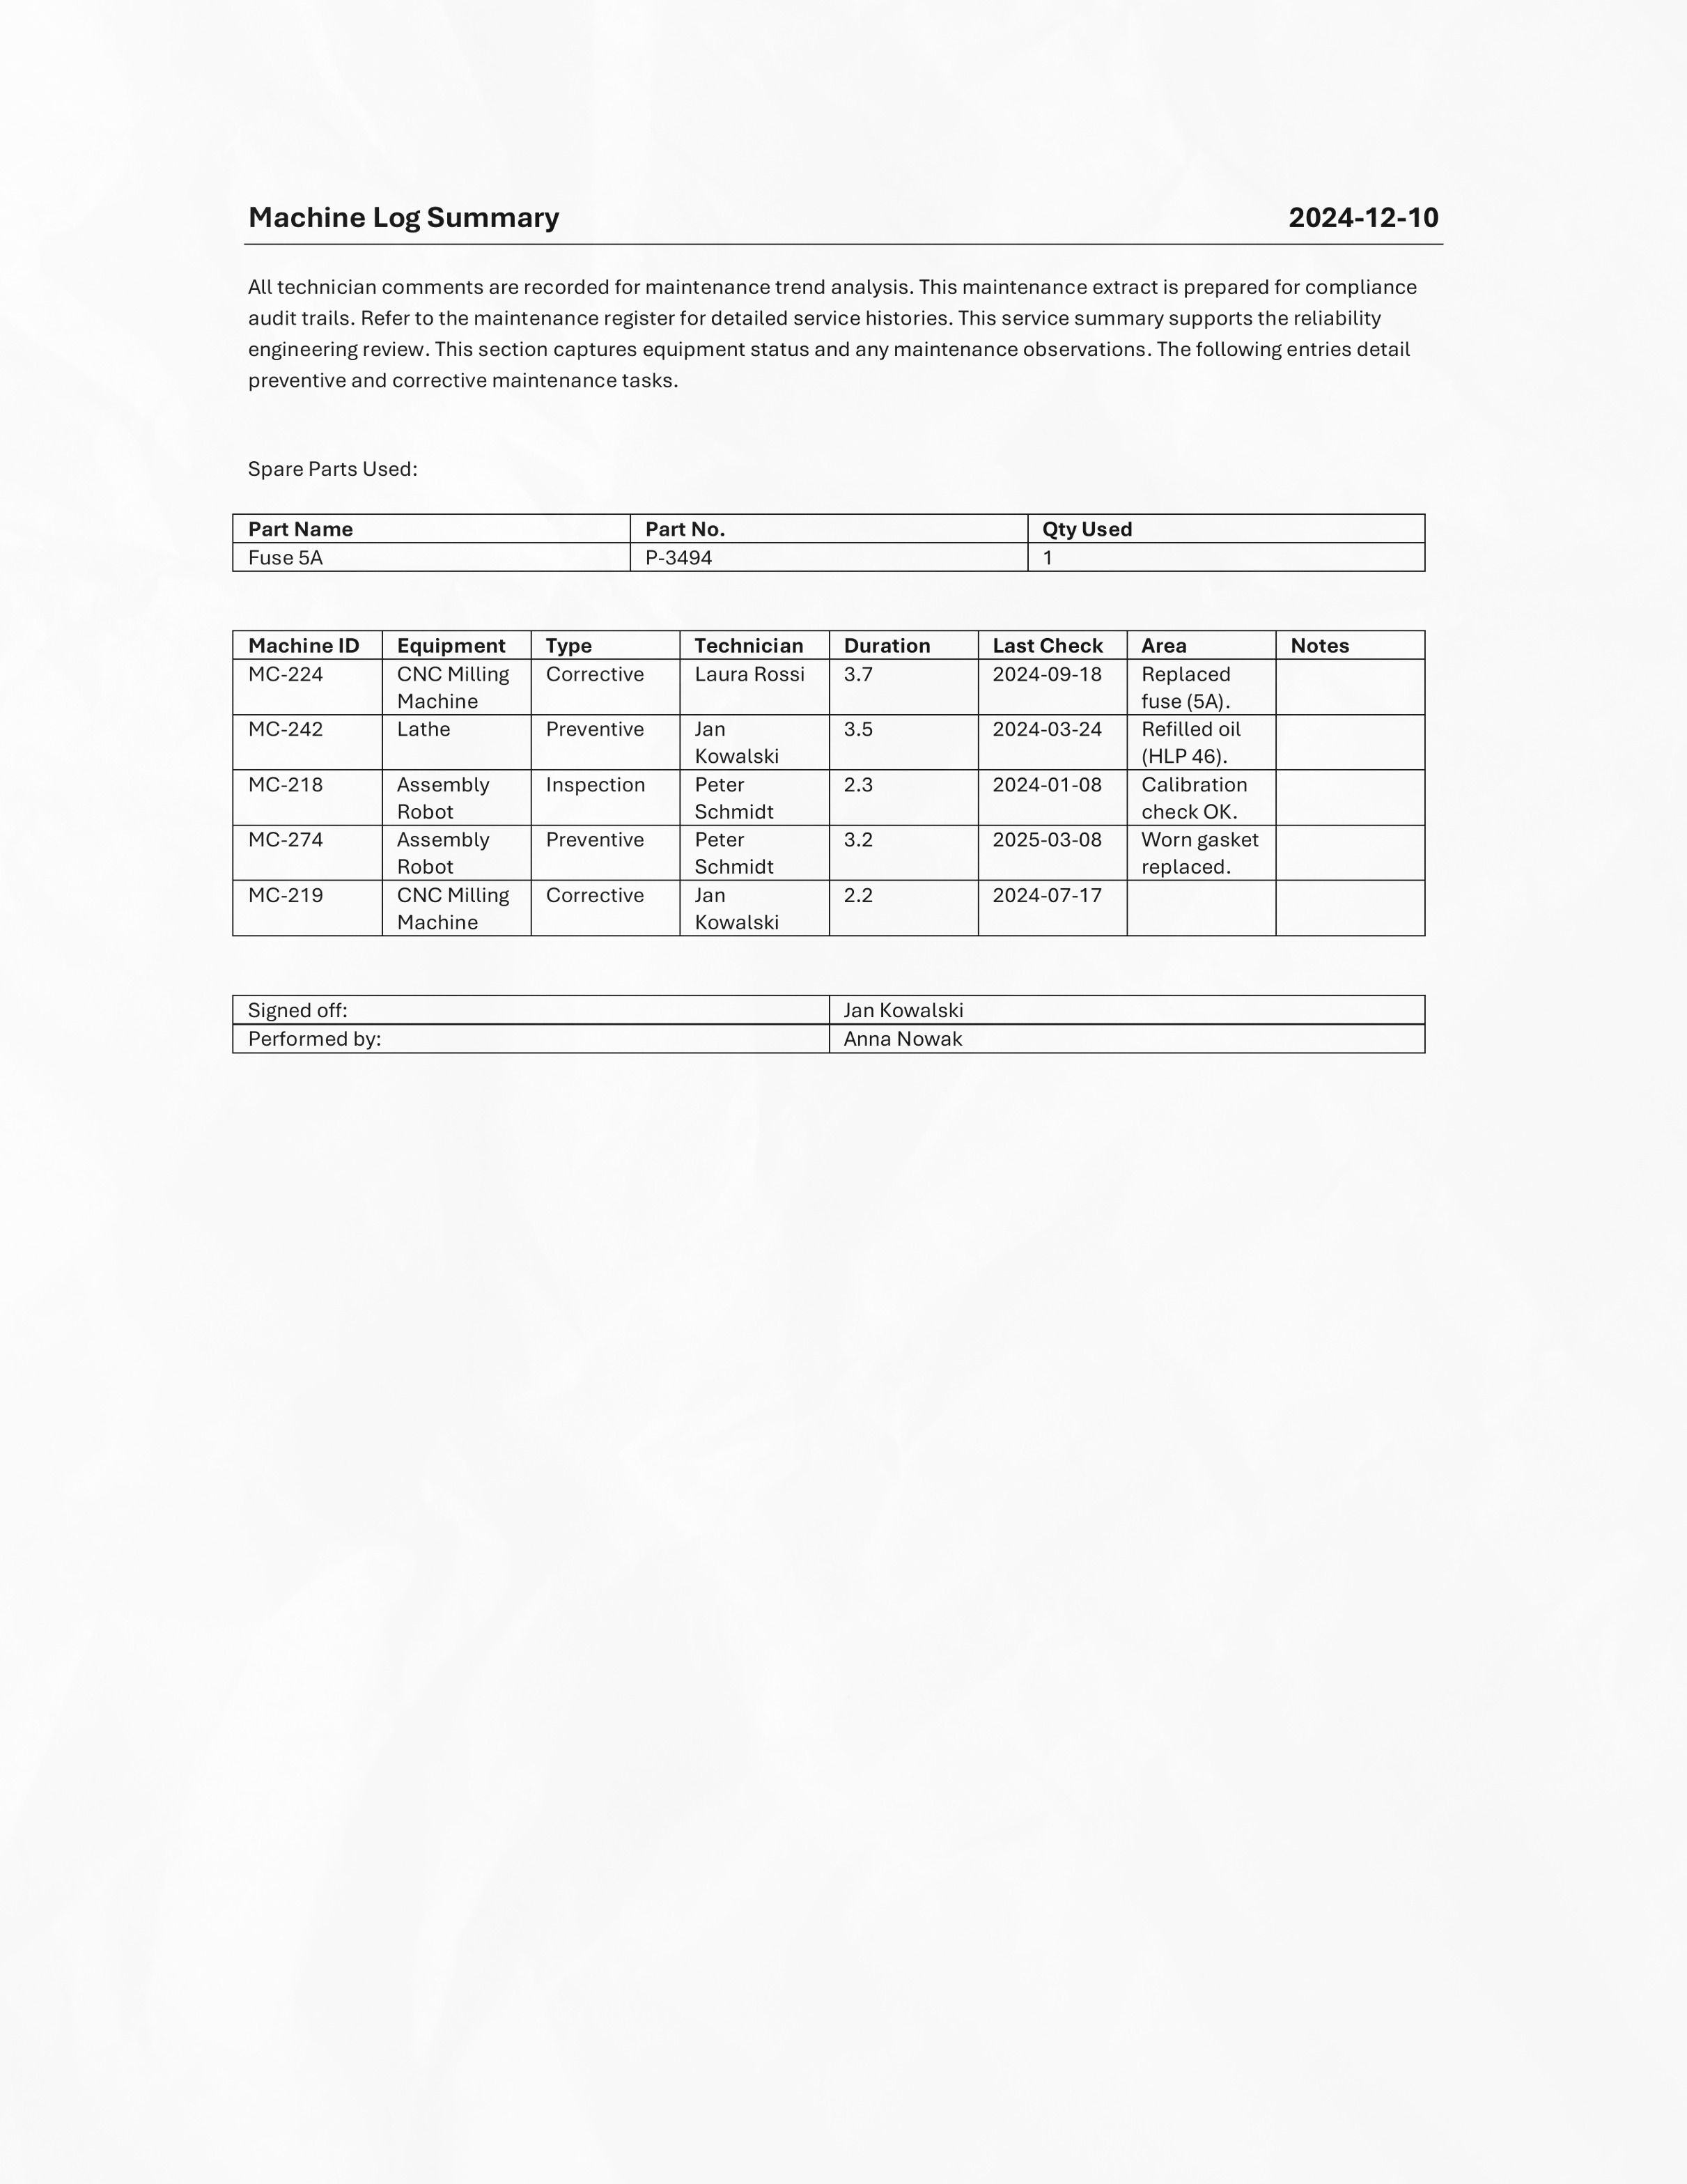 Machine Log Summary 2024-12-10
All technician comments are recorded for maintenance trend analysis. This maintenance extract is prepared for compliance
audit trails. Refer to the maintenance register for detailed service histories. This service summary supports the reliability
engineering review. This section captures equipment status and any maintenance observations. The following entries detail
preventive and corrective maintenance tasks.
Spare Parts Used:
Part Name Part No. Qty Used
Fuse 5A P-3494 1
Machine ID Equipment Type Technician Duration Last Check Area Notes
MC-224 CNC Milling Machine Corrective Laura Rossi 3.7 2024-09-18 Replaced fuse (5A).
MC-242 Lathe Preventive Jan Kowalski 3.5 2024-03-24 Refilled oil (HLP 46).
MC-218 Assembly Robot Inspection Peter Schmidt 2.3 2024-01-08 Calibration check OK.
MC-274 Assembly Robot Preventive Peter Schmidt 3.2 2025-03-08 Worn gasket replaced.
MC-219 CNC Milling Machine Corrective Jan Kowalski 2.2 2024-07-17
Signed off: Jan Kowalski
Performed by: Anna Nowak